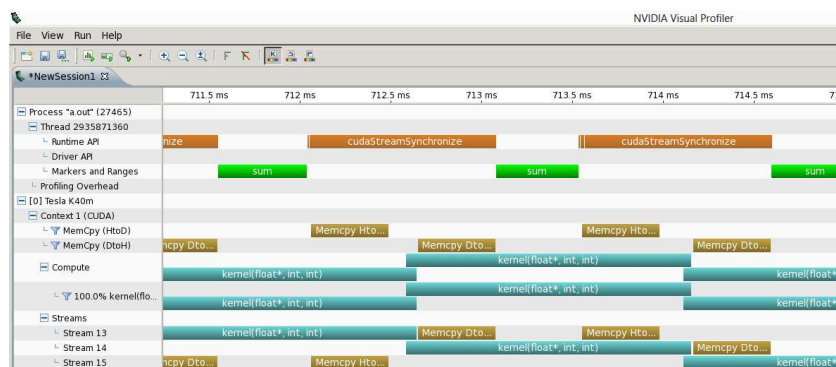 NVIDIA Visual Profiler
File View Run Help
*NewSession1
711.5 ms 712 ms 712.5 ms 713 ms 713.5 ms 714 ms 714.5 ms
Process "a.out" (27465)
Thread 2935871360
Runtime API nize cudaStreamSynchronize cudaStreamSynchronize
Driver API
Markers and Ranges sum sum sum
Profiling Overhead
[0] Tesla K40m
Context 1 (CUDA)
MemCpy (HtoD) Memcpy Hto... Memcpy Hto...
MemCpy (DtoH) ncpy Dto... Memcpy Dto... Memcpy Dto...
kernel(float*, int, int)
Compute
kernel(float*, int, int) kernel(float*
kernel(float*, int, int)
100.0% kernel(flo...
kernel(float*, int, int) kernel(float*
Streams
Stream 13 kernel(float*, int, int) Memcpy Dto... Memcpy Hto...
Stream 14 kernel(float*, int, int) Memcpy Dto...
Stream 15 ncpy Dto... Memcpy Hto... kernel(float*